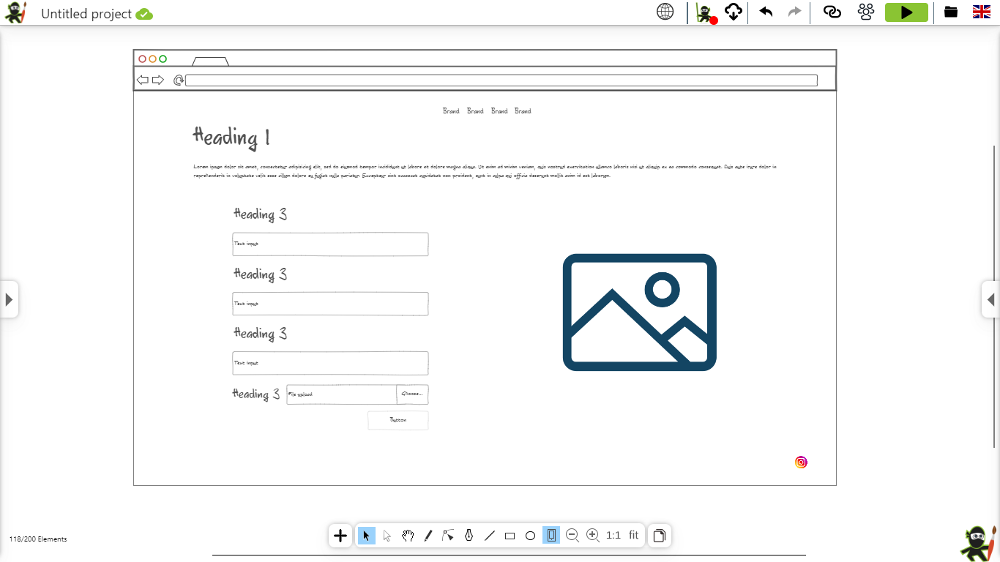 Untitled project
Brand Brand Brand Brand
Heading 1
Lorem ipsum dolor sit amet, consectetur adipisicing elit, sed do eiusmod tempor incididunt ut labore et dolore magna aliqua. Ut enim ad minim veniam, quis nostrud exercitation ullamco laboris nisi ut aliquip ex ea commodo consequat. Duis aute irure dolor in
reprehenderit in voluptate velit esse cillum dolore eu fugiat nulla pariatur. Excepteur sint occaecat cupidatat non proident, sunt in culpa qui officia deserunt mollit anim id est laborum.
Heading 3
Text input
Heading 3
Text input
Heading 3
Text input
Heading 3 File upload Choose...
Button
118/200 Elements
1:1 fit